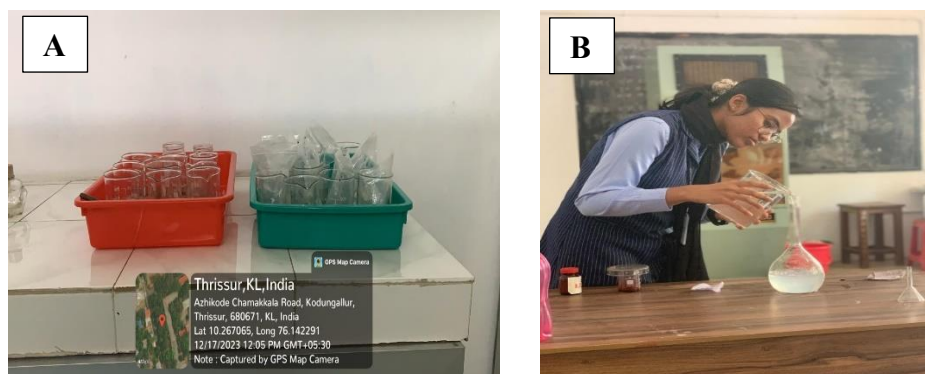 A
B
GPS Map Camera
Thrissur,KL,India
Azhikode Chamakkala Road, Kodungallur,
Thrissur, 680671, KL, India
Lat 10.267065, Long 76.142291
12/17/2023 12:05 PM GMT+05:30
Note : Captured by GPS Map Camera